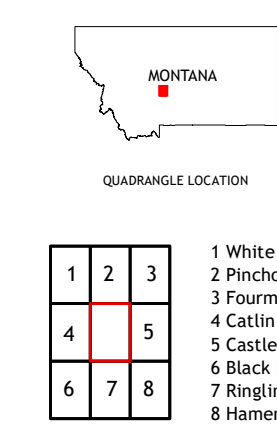 MONTANA
QUADRANGLE LOCATION
1 2 3
4 5
6 7 8
1 White
2 Pincho
3 Fourm
4 Catlin
5 Castle
6 Black
7 Ringlin
8 Hamer